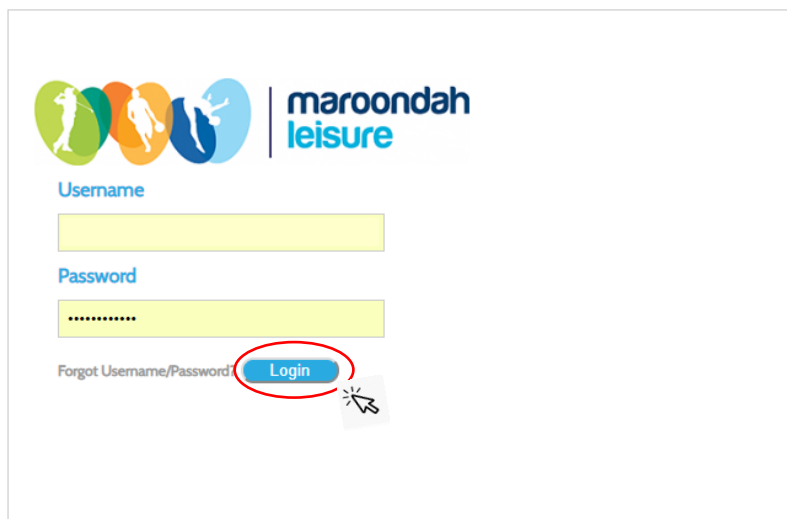 maroondah
leisure
Username
Password
••••••••••••
Forgot Username/Password?
Login